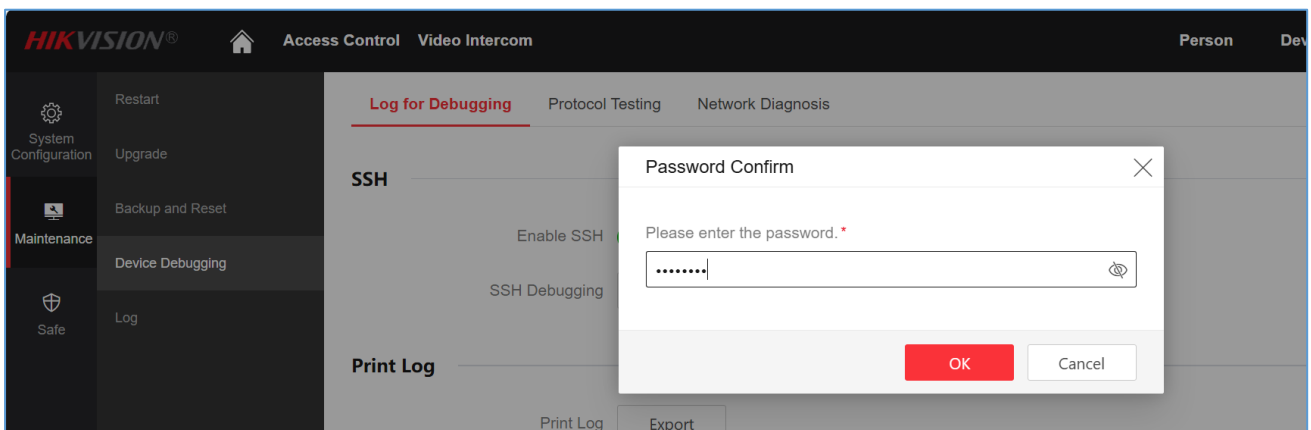 HIKVISION® Access Control Video Intercom Person
System Configuration
Maintenance
Safe
Restart
Upgrade
Backup and Reset
Device Debugging
Log
Log for Debugging Protocol Testing Network Diagnosis
SSH
Enable SSH
SSH Debugging
Print Log
Print Log Export
Password Confirm
Please enter the password.*
••••••••
OK Cancel